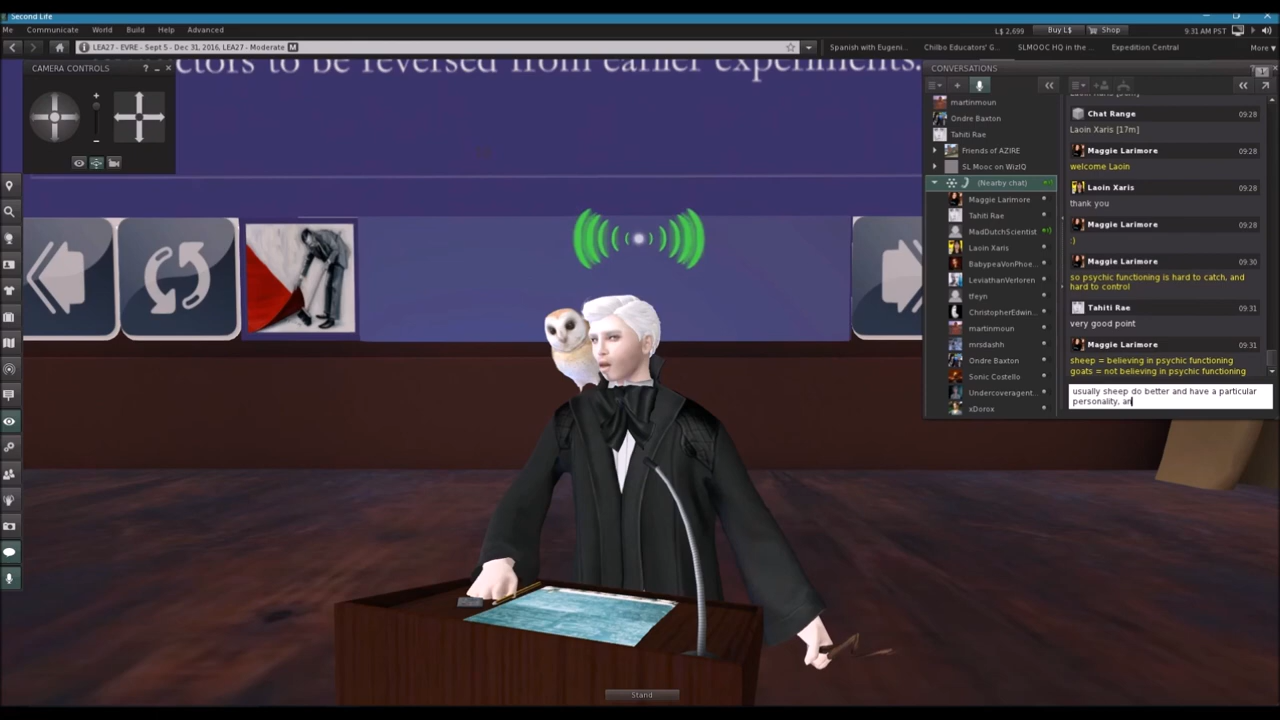 Second Life
Me Communicate World Build Help Advanced
L$ 2,699 Buy L$ Shop 9:31 AM PST
LEA27 - EVRE - Sept 5 - Dec 31, 2016, LEA27 - Moderate M
Spanish with Eugeni... Chilbo Educators' G... SLMOOC HQ in the ... Expedition Central More
CAMERA CONTROLS ? _ ×
ctors to be reversed from earlier experiments.
CONVERSATIONS
martinmoun
Ondre Baxton
Tahiti Rae
Friends of AZIRE
SL Mooc on WizIQ
(Nearby chat)
Maggie Larimore
Tahiti Rae
MadDutchScientist
Laoin Xaris
BabypeaVonPhoe...
LeviathanVerloren
tfeyn
ChristopherEdwin...
martinmoun
mrsdashh
Ondre Baxton
Sonic Costello
Undercoveragent...
xDorox
Chat Range 09:28
Laoin Xaris [17m]
Maggie Larimore 09:28
welcome Laoin
Laoin Xaris 09:28
thank you
Maggie Larimore 09:28
:)
Maggie Larimore 09:30
so psychic functioning is hard to catch, and
hard to control
Tahiti Rae 09:31
very good point
Maggie Larimore 09:31
sheep = believing in psychic functioning
goats = not believing in psychic functioning
usually sheep do better and have a particular
personality, an
Stand